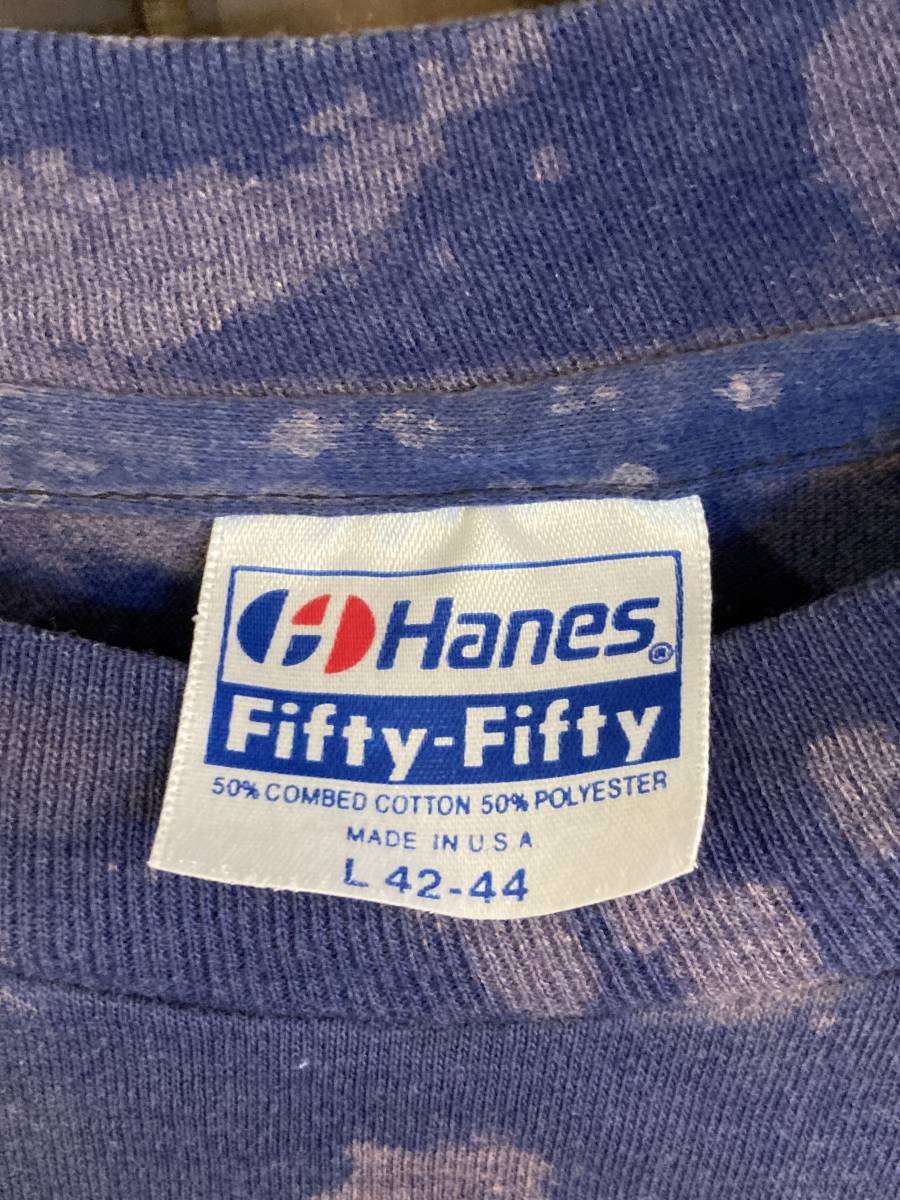 Hanes®
Fifty-Fifty
50% COMBED COTTON 50% POLYESTER
MADE IN U.S.A
L 42-44